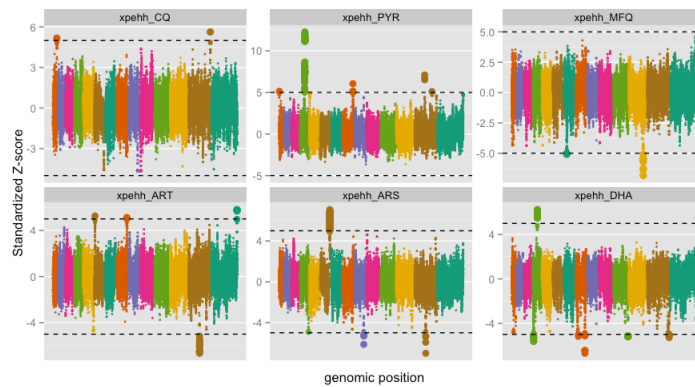 xpehh_CQ
xpehh_PYR
xpehh_MFQ
6
3
0
-3
10
5
0
-5
5.0
2.5
0.0
-2.5
-5.0
Standardized Z-score
xpehh_ART
xpehh_ARS
xpehh_DHA
4
0
-4
4
0
-4
-8
4
0
-4
genomic position